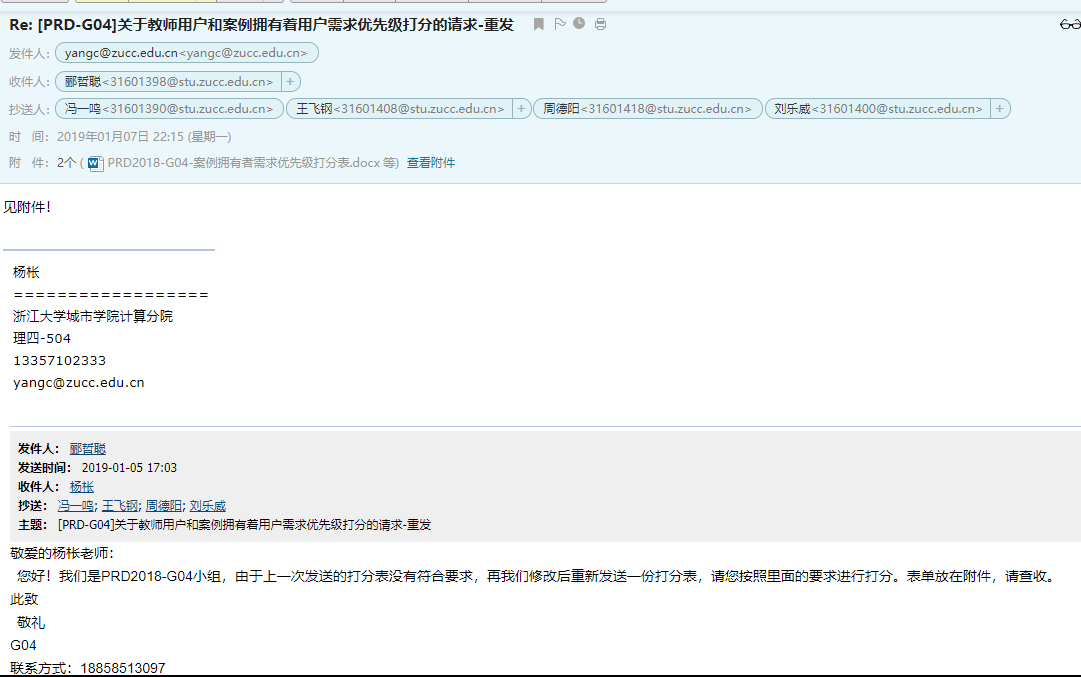 Re: [PRD-G04]关于教师用户和案例拥有着用户需求优先级打分的请求-重发
发件人： yangc@zucc.edu.cn<yangc@zucc.edu.cn>
收件人： 郦哲聪<31601398@stu.zucc.edu.cn> +
抄送人： 冯一鸣<31601390@stu.zucc.edu.cn> 王飞钢<31601408@stu.zucc.edu.cn> + 周德阳<31601418@stu.zucc.edu.cn> 刘乐威<31601400@stu.zucc.edu.cn> +
时 间： 2019年01月07日 22:15 (星期一)
附 件： 2个 ( PRD2018-G04-案例拥有者需求优先级打分表.docx 等) 查看附件
见附件！
杨枨
==================
浙江大学城市学院计算分院
理四-504
13357102333
yangc@zucc.edu.cn
发件人： 郦哲聪
发送时间： 2019-01-05 17:03
收件人： 杨枨
抄送： 冯一鸣; 王飞钢; 周德阳; 刘乐威
主题： [PRD-G04]关于教师用户和案例拥有着用户需求优先级打分的请求-重发
敬爱的杨枨老师：
您好！我们是PRD2018-G04小组，由于上一次发送的打分表没有符合要求，再我们修改后重新发送一份打分表，请您按照里面的要求进行打分。表单放在附件，请查收。
此致
敬礼
G04
联系方式：18858513097